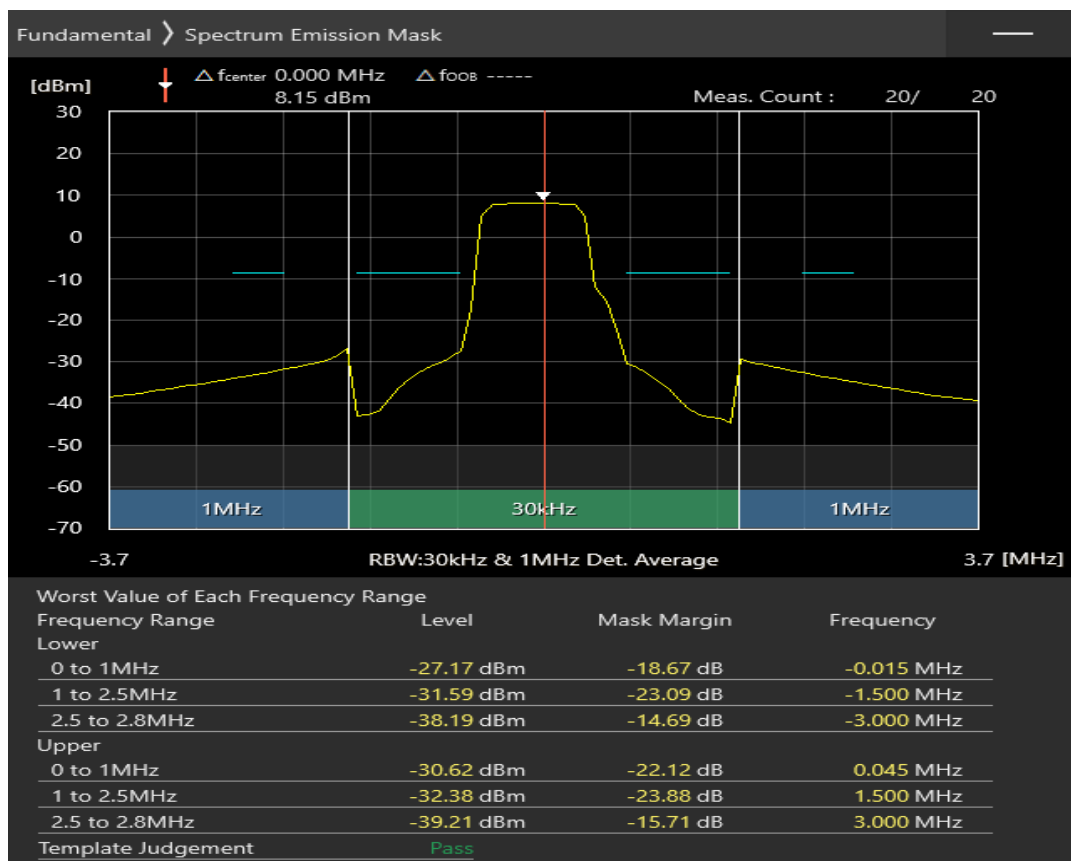 Fundamental ❯ Spectrum Emission Mask
[dBm] △ fcenter 0.000 MHz △ fOOB -----
8.15 dBm Meas. Count : 20/ 20
30
20
10
0
-10
-20
-30
-40
-50
-60
-70
1MHz 30kHz 1MHz
-3.7 RBW:30kHz & 1MHz Det. Average 3.7 [MHz]
Worst Value of Each Frequency Range
Frequency Range Level Mask Margin Frequency
Lower
0 to 1MHz -27.17 dBm -18.67 dB -0.015 MHz
1 to 2.5MHz -31.59 dBm -23.09 dB -1.500 MHz
2.5 to 2.8MHz -38.19 dBm -14.69 dB -3.000 MHz
Upper
0 to 1MHz -30.62 dBm -22.12 dB 0.045 MHz
1 to 2.5MHz -32.38 dBm -23.88 dB 1.500 MHz
2.5 to 2.8MHz -39.21 dBm -15.71 dB 3.000 MHz
Template Judgement Pass